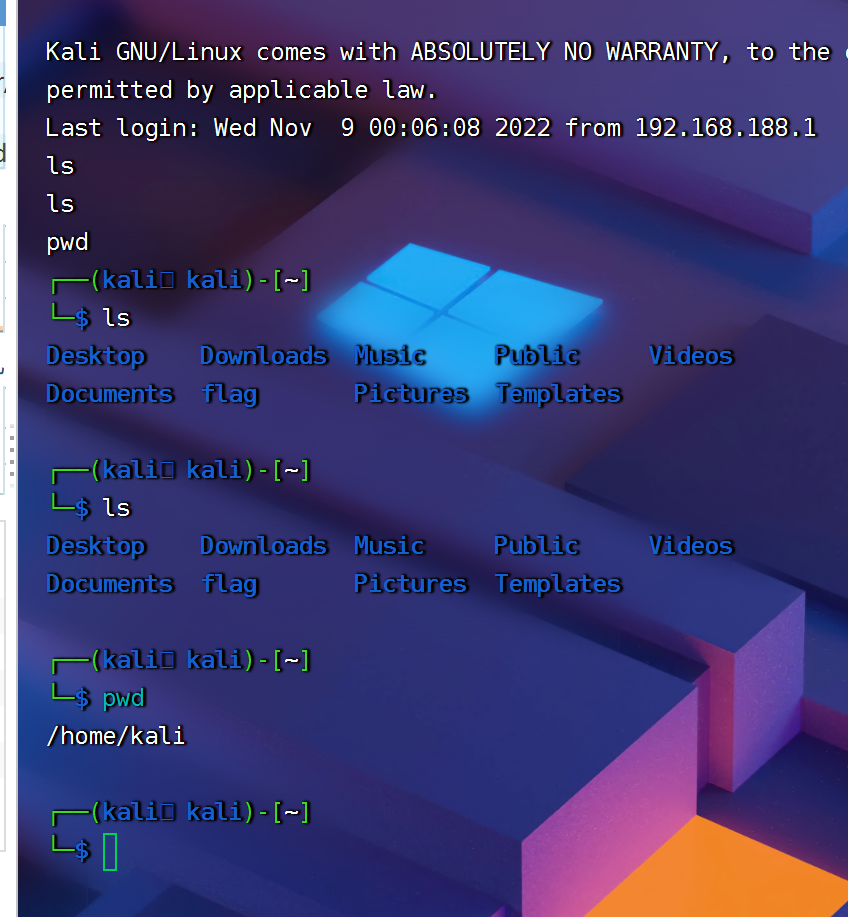 Kali GNU/Linux comes with ABSOLUTELY NO WARRANTY, to the
permitted by applicable law.
Last login: Wed Nov  9 00:06:08 2022 from 192.168.188.1
ls
ls
pwd
┌──(kali□ kali)-[~]
└─$ ls
Desktop    Downloads  Music     Public     Videos
Documents  flag       Pictures  Templates
┌──(kali□ kali)-[~]
└─$ ls
Desktop    Downloads  Music     Public     Videos
Documents  flag       Pictures  Templates
┌──(kali□ kali)-[~]
└─$ pwd
/home/kali
┌──(kali□ kali)-[~]
└─$